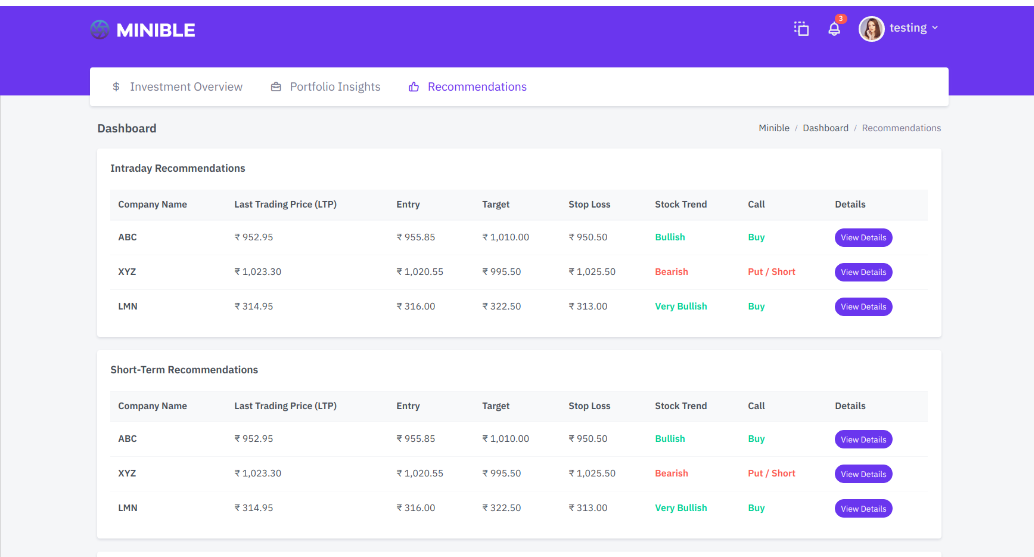 MINIBLE
3
testing
$ Investment Overview Portfolio Insights Recommendations
Dashboard
Minible / Dashboard / Recommendations
Intraday Recommendations
Company Name Last Trading Price (LTP) Entry Target Stop Loss Stock Trend Call Details
ABC ₹ 952.95 ₹ 955.85 ₹ 1,010.00 ₹ 950.50 Bullish Buy View Details
XYZ ₹ 1,023.30 ₹ 1,020.55 ₹ 995.50 ₹ 1,025.50 Bearish Put / Short View Details
LMN ₹ 314.95 ₹ 316.00 ₹ 322.50 ₹ 313.00 Very Bullish Buy View Details
Short-Term Recommendations
Company Name Last Trading Price (LTP) Entry Target Stop Loss Stock Trend Call Details
ABC ₹ 952.95 ₹ 955.85 ₹ 1,010.00 ₹ 950.50 Bullish Buy View Details
XYZ ₹ 1,023.30 ₹ 1,020.55 ₹ 995.50 ₹ 1,025.50 Bearish Put / Short View Details
LMN ₹ 314.95 ₹ 316.00 ₹ 322.50 ₹ 313.00 Very Bullish Buy View Details